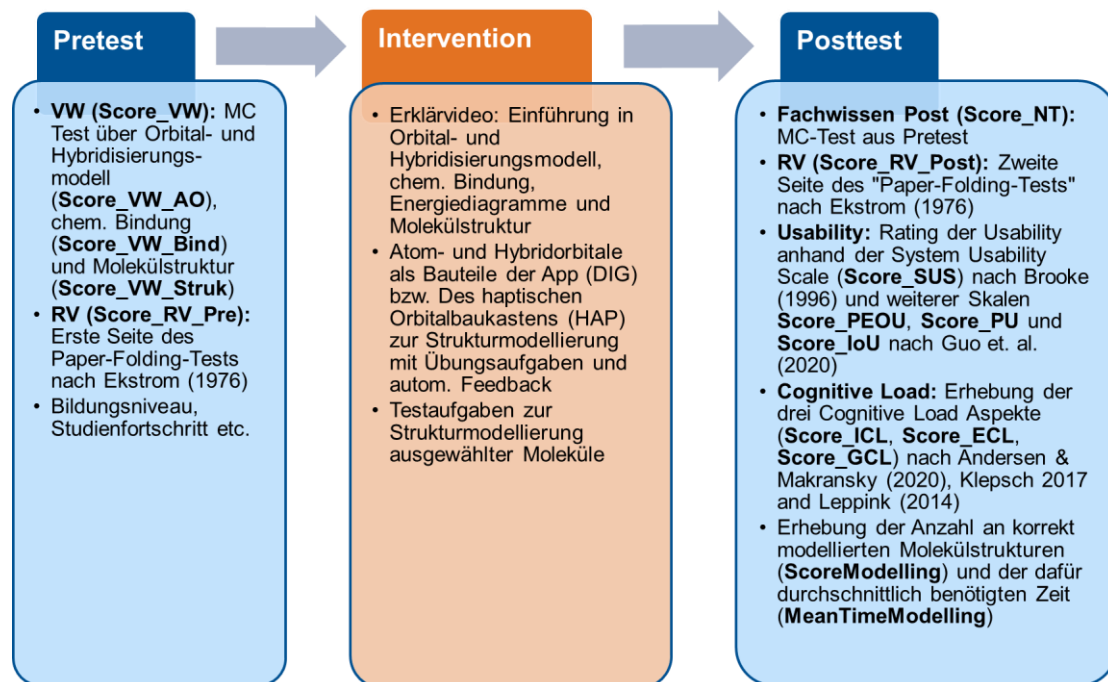 Pretest
• VW (Score_VW): MC
Test über Orbital- und
Hybridisierungs-
modell
(Score_VW_AO),
chem. Bindung
(Score_VW_Bind)
und Molekülstruktur
(Score_VW_Struk)
• RV (Score_RV_Pre):
Erste Seite des
Paper-Folding-Tests
nach Ekstrom (1976)
• Bildungsniveau,
Studienfortschritt etc.
Intervention
• Erklärvideo: Einführung in
Orbital- und
Hybridisierungsmodell,
chem. Bindung,
Energiediagramme und
Molekülstruktur
• Atom- und Hybridorbitale
als Bauteile der App (DIG)
bzw. Des haptischen
Orbitalbaukastens (HAP)
zur Strukturmodellierung
mit Übungsaufgaben und
autom. Feedback
• Testaufgaben zur
Strukturmodellierung
ausgewählter Moleküle
Posttest
• Fachwissen Post (Score_NT):
MC-Test aus Pretest
• RV (Score_RV_Post): Zweite
Seite des "Paper-Folding-Tests"
nach Ekstrom (1976)
• Usability: Rating der Usability
anhand der System Usability
Scale (Score_SUS) nach Brooke
(1996) und weiterer Skalen
Score_PEOU, Score_PU und
Score_IoU nach Guo et. al.
(2020)
• Cognitive Load: Erhebung der
drei Cognitive Load Aspekte
(Score_ICL, Score_ECL,
Score_GCL) nach Andersen &
Makransky (2020), Klepsch 2017
and Leppink (2014)
• Erhebung der Anzahl an korrekt
modellierten Molekülstrukturen
(ScoreModelling) und der dafür
durchschnittlich benötigten Zeit
(MeanTimeModelling)